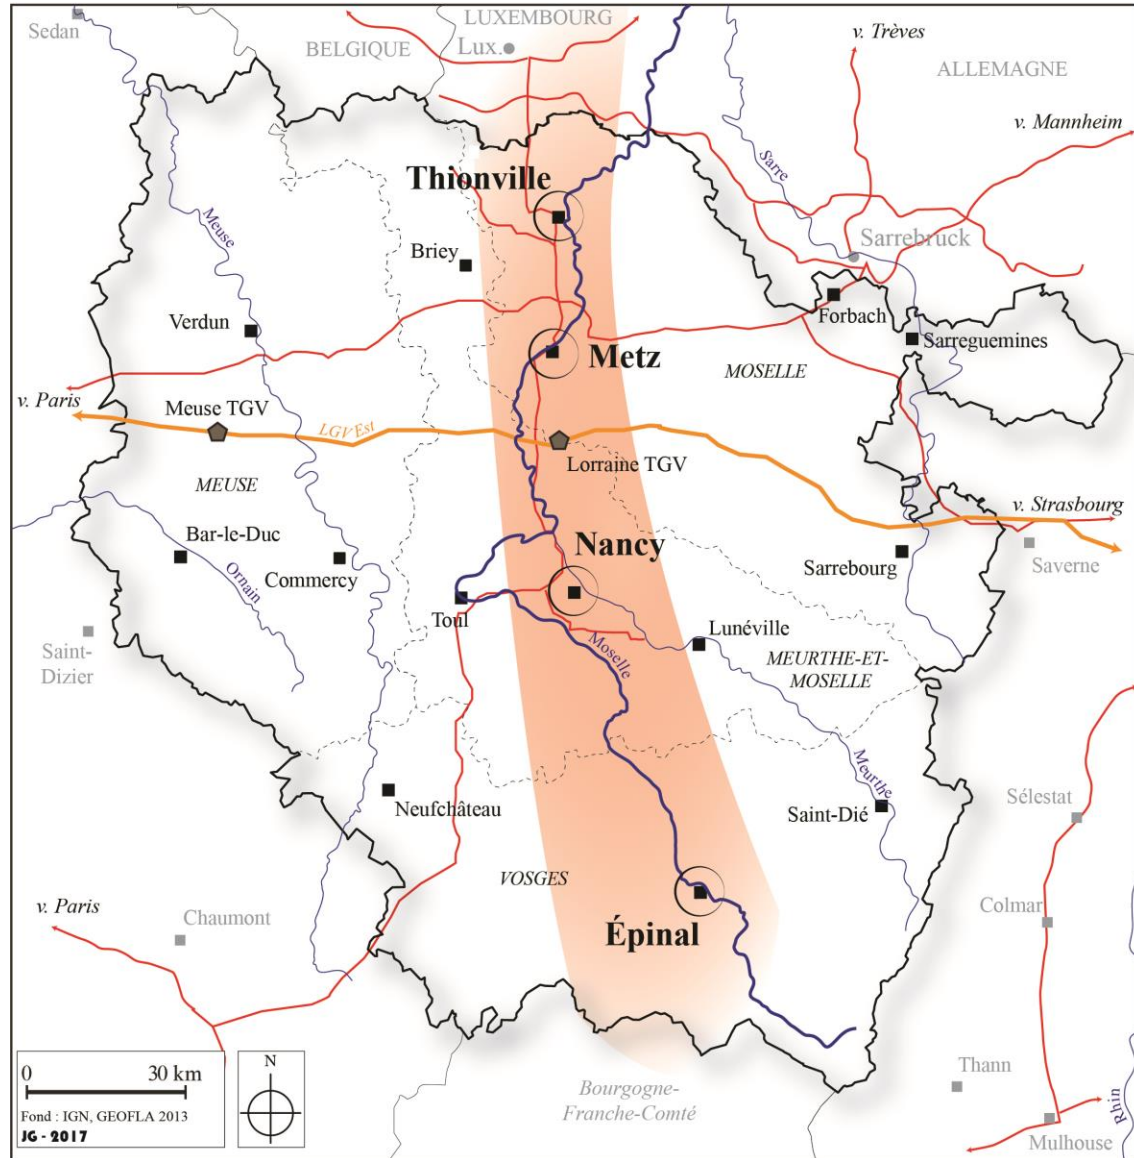 Sedan
LUXEMBOURG
BELGIQUE
Lux.
v. Trèves
ALLEMAGNE
v. Mannheim
Sarre
Thionville
Meuse
Briey
Sarrebruck
Verdun
Forbach
Sarreguemines
Metz
MOSELLE
v. Paris
Meuse TGV
LGV Est
Lorraine TGV
MEUSE
v. Strasbourg
Bar-le-Duc
Nancy
Commercy
Ornain
Sarrebourg
Saverne
Toul
Saint-
Dizier
Moselle
Lunéville
MEURTHE-ET-
MOSELLE
Meurthe
Neufchâteau
Saint-Dié
Sélestat
VOSGES
v. Paris
Chaumont
Épinal
Colmar
N
0 30 km
Fond : IGN, GEOFLA 2013
JG - 2017
Bourgogne-
Franche-Comté
Thann
Rhin
Mulhouse